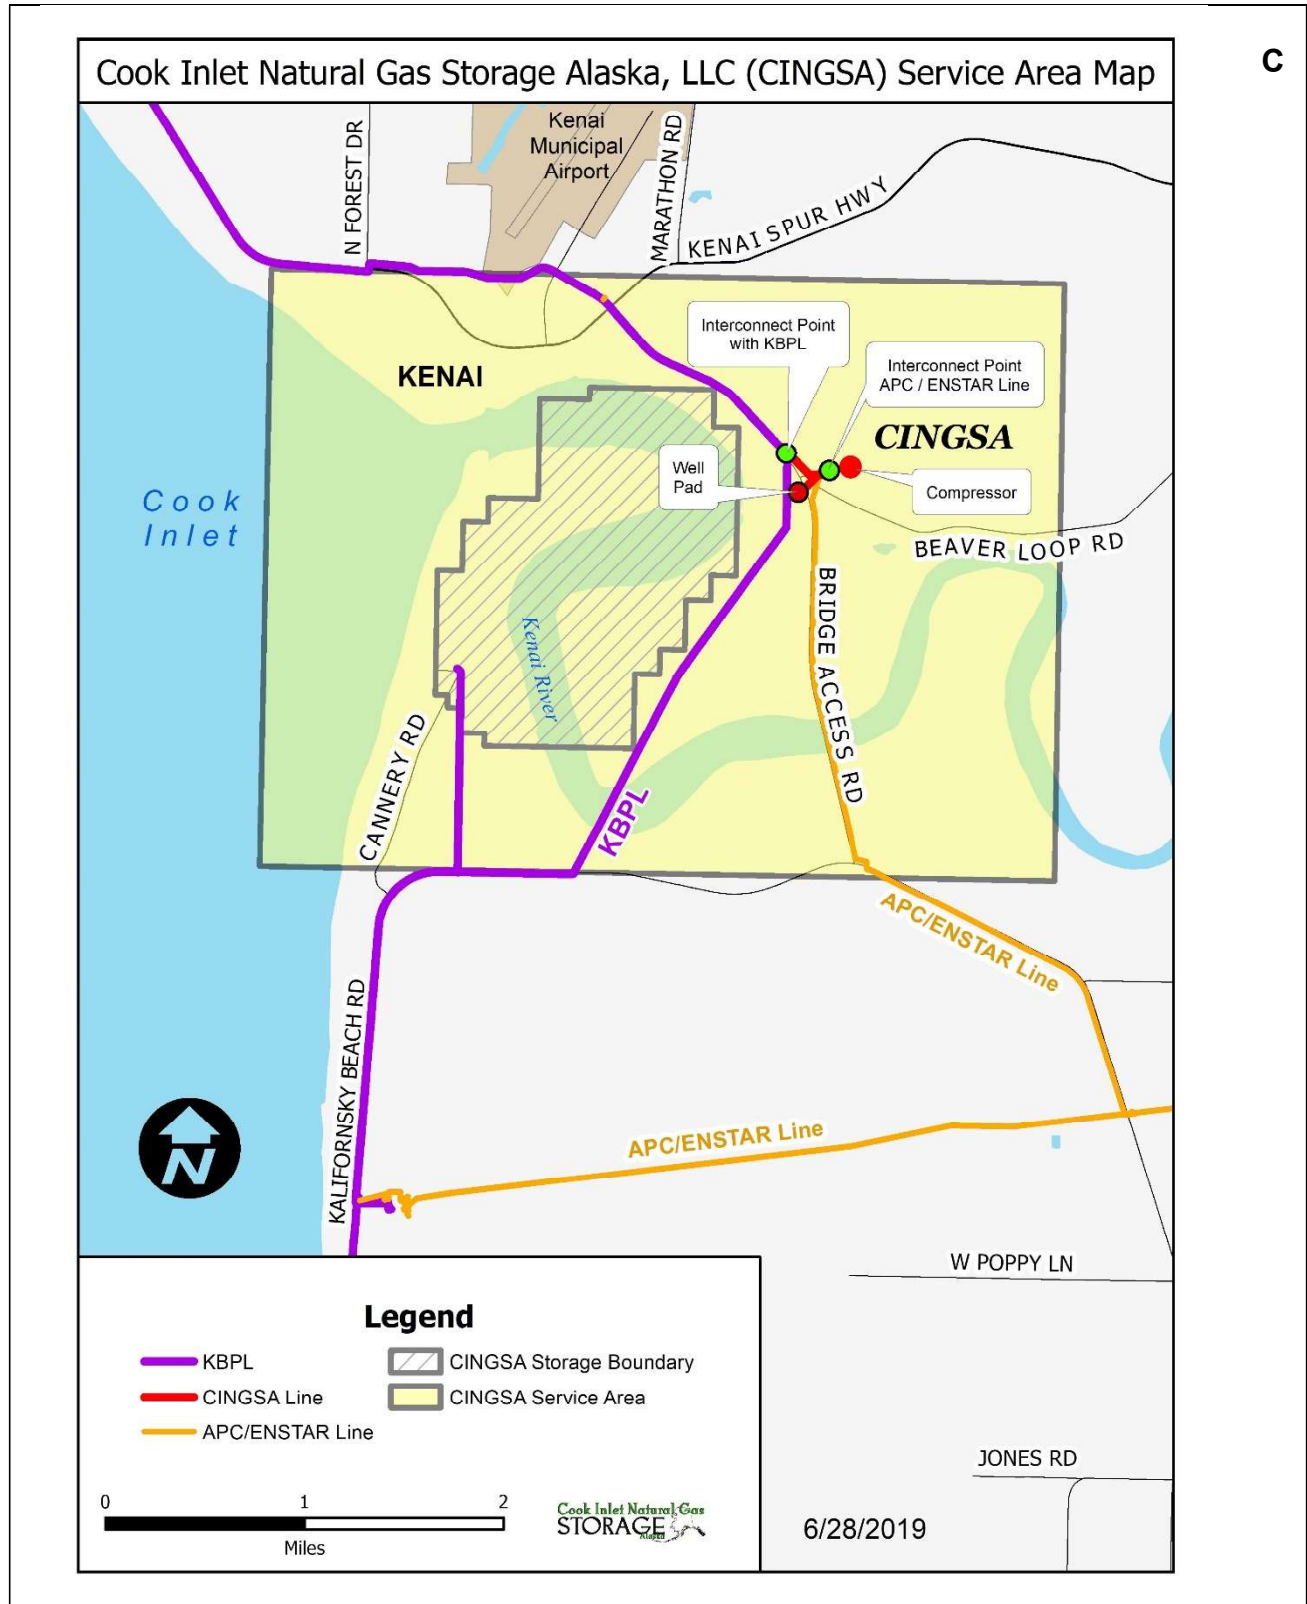 C
Cook Inlet Natural Gas Storage Alaska, LLC (CINGSA) Service Area Map
Kenai
Municipal
Airport
N FOREST DR
MARATHON RD
KENAI SPUR HWY
Interconnect Point
with KBPL
Interconnect Point
APC / ENSTAR Line
KENAI
CINGSA
Well
Pad
Compressor
Cook
Inlet
BEAVER LOOP RD
BRIDGE ACCESS RD
Kenai River
CANNERY RD
KBPL
APC/ENSTAR Line
KALIFORNSKY BEACH RD
APC/ENSTAR Line
N
W POPPY LN
Legend
KBPL
CINGSA Storage Boundary
CINGSA Line
CINGSA Service Area
APC/ENSTAR Line
JONES RD
0 1 2
Miles
Cook Inlet Natural Gas
STORAGE
Alaska
6/28/2019